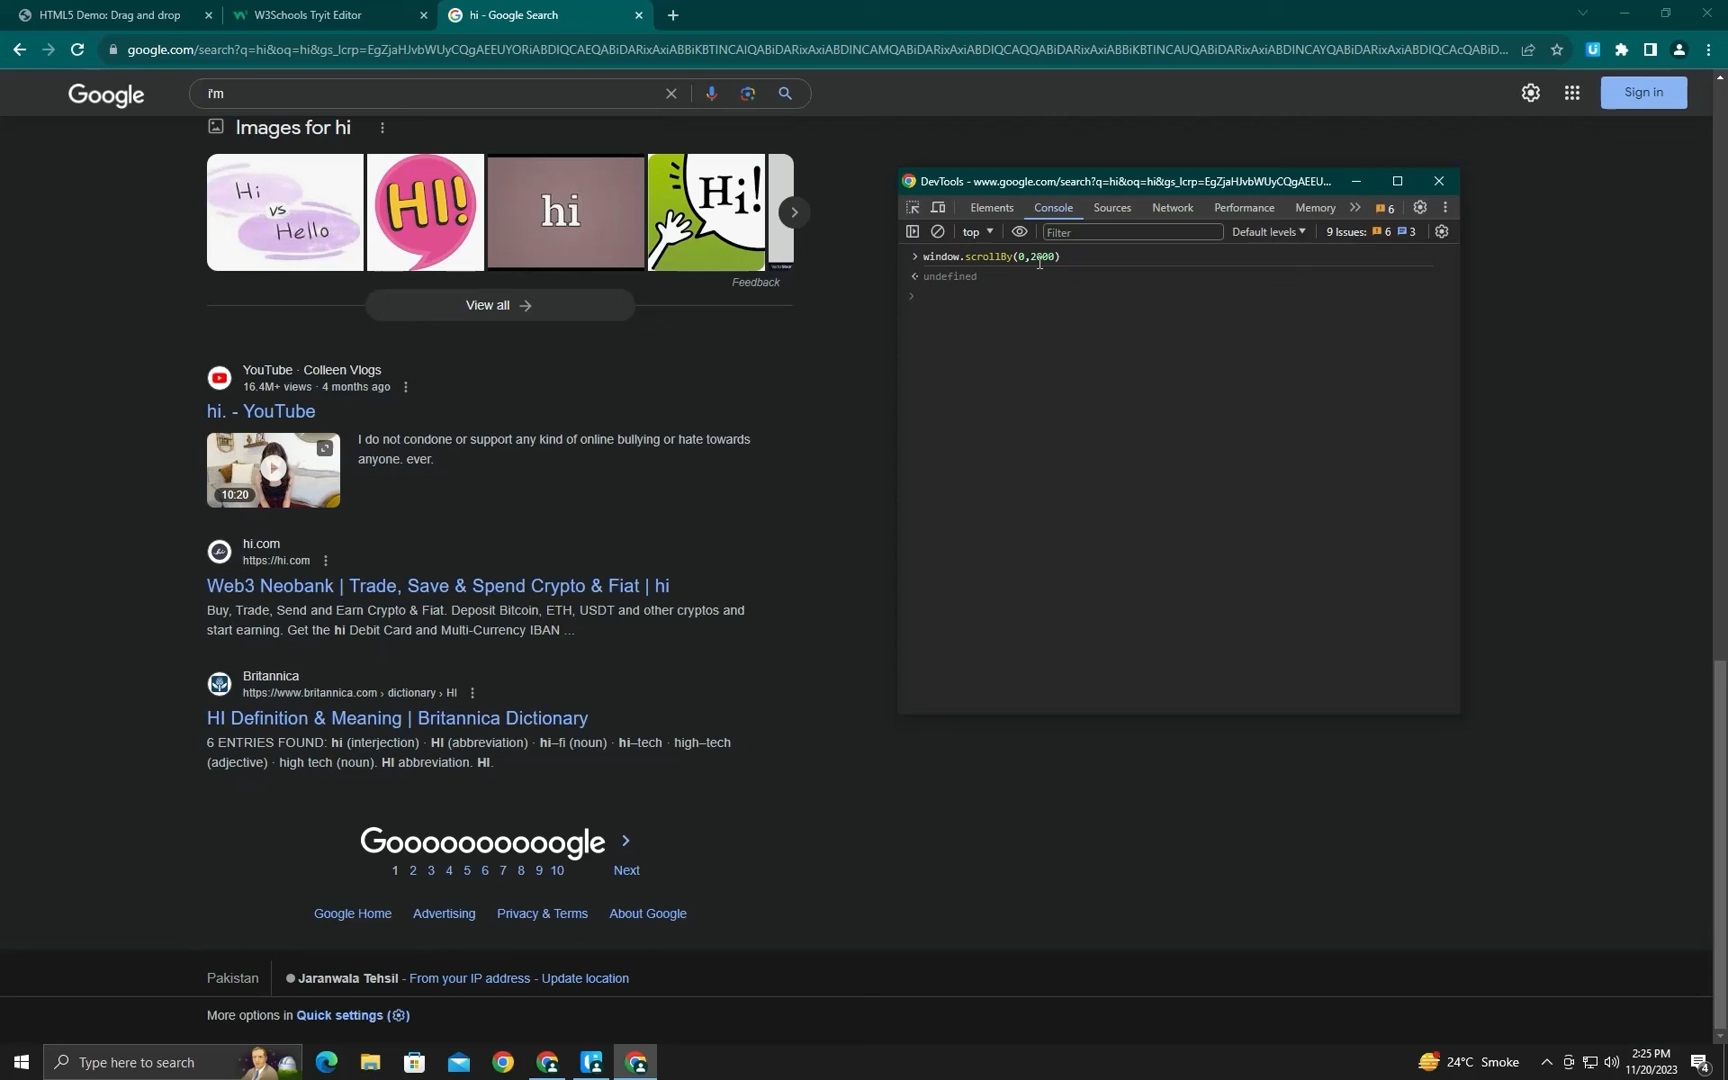 HTML5 Demo: Drag and drop
W3Schools Tryit Editor
hi - Google Search
google.com/search?q=hi&oq=hi&gs_lcrp=EgZjaHJvbWUyCQgAEEUYORiABDIQCAEQABiDARixAxiABBiKBTINCAIQABiDARixAxiABDINCAMQABiDARixAxiABDIQCAQQABiDARixAxiABBiKBTINCAUQABiDARixAxiABDINCAYQABiDARixAxiABDIQCAcQABiD...
Google
i'm
Sign in
Images for hi
Hi
vs
Hello
HI!
hi
Hi!
Feedback
View all
YouTube · Colleen Vlogs
16.4M+ views · 4 months ago
hi. - YouTube
I do not condone or support any kind of online bullying or hate towards
anyone. ever.
10:20
hi.com
https://hi.com
Web3 Neobank | Trade, Save & Spend Crypto & Fiat | hi
Buy, Trade, Send and Earn Crypto & Fiat. Deposit Bitcoin, ETH, USDT and other cryptos and
start earning. Get the hi Debit Card and Multi-Currency IBAN ...
Britannica
https://www.britannica.com › dictionary › HI
HI Definition & Meaning | Britannica Dictionary
6 ENTRIES FOUND: hi (interjection) · HI (abbreviation) · hi–fi (noun) · hi–tech · high–tech
(adjective) · high tech (noun). HI abbreviation. HI.
Goooooooooogle
1 2 3 4 5 6 7 8 9 10 Next
Google Home Advertising Privacy & Terms About Google
Pakistan
Jaranwala Tehsil - From your IP address - Update location
More options in Quick settings
DevTools - www.google.com/search?q=hi&oq=hi&gs_lcrp=EgZjaHJvbWUyCQgAEEU...
Elements Console Sources Network Performance Memory » 6
top Filter Default levels 9 Issues: 6 3
window.scrollBy(0,2000)
undefined
Type here to search
24°C Smoke
2:25 PM
11/20/2023
4